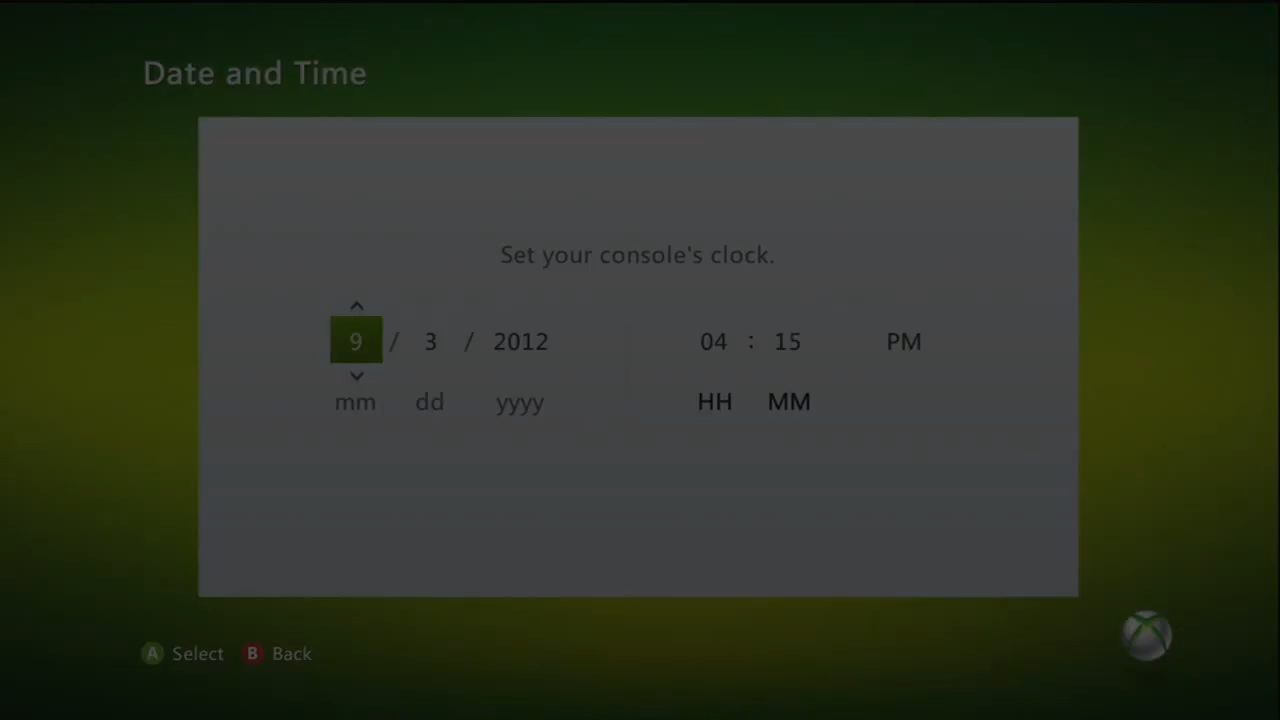 Date and Time
Set your console's clock.
9 / 3 / 2012 04 : 15 PM
mm dd yyyy HH MM
A Select B Back